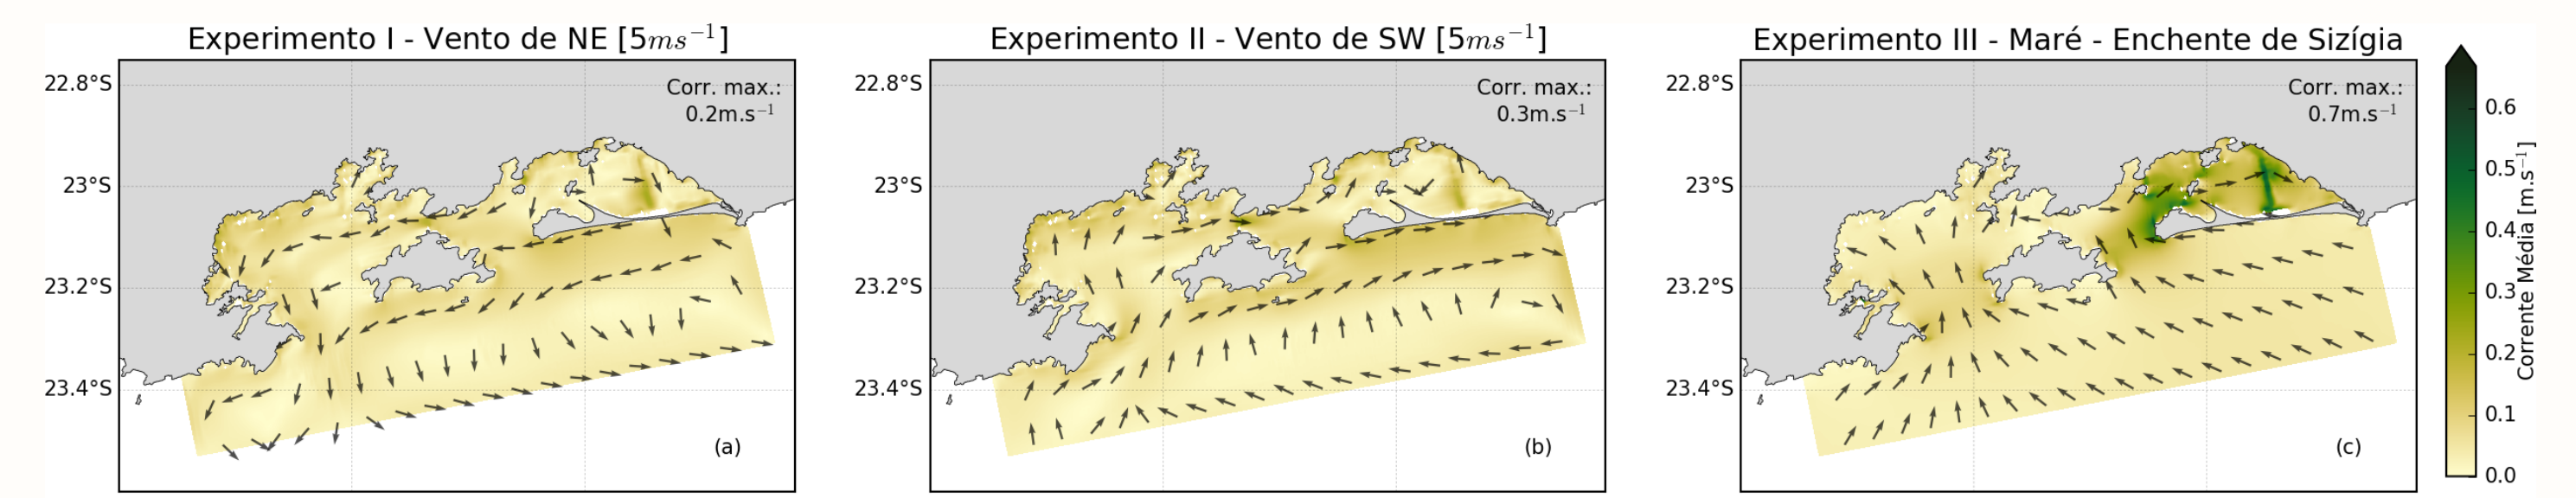 Experimento I - Vento de NE [5ms⁻¹]
22.8°S
Corr. max.:
0.2m.s⁻¹
23°S
23.2°S
23.4°S
(a)
Experimento II - Vento de SW [5ms⁻¹]
22.8°S
Corr. max.:
0.3m.s⁻¹
23°S
23.2°S
23.4°S
(b)
Experimento III - Maré - Enchente de Sizígia
22.8°S
Corr. max.:
0.7m.s⁻¹
23°S
23.2°S
23.4°S
(c)
0.6
0.5
0.4
0.3
0.2
0.1
0.0
Corrente Média [m.s⁻¹]